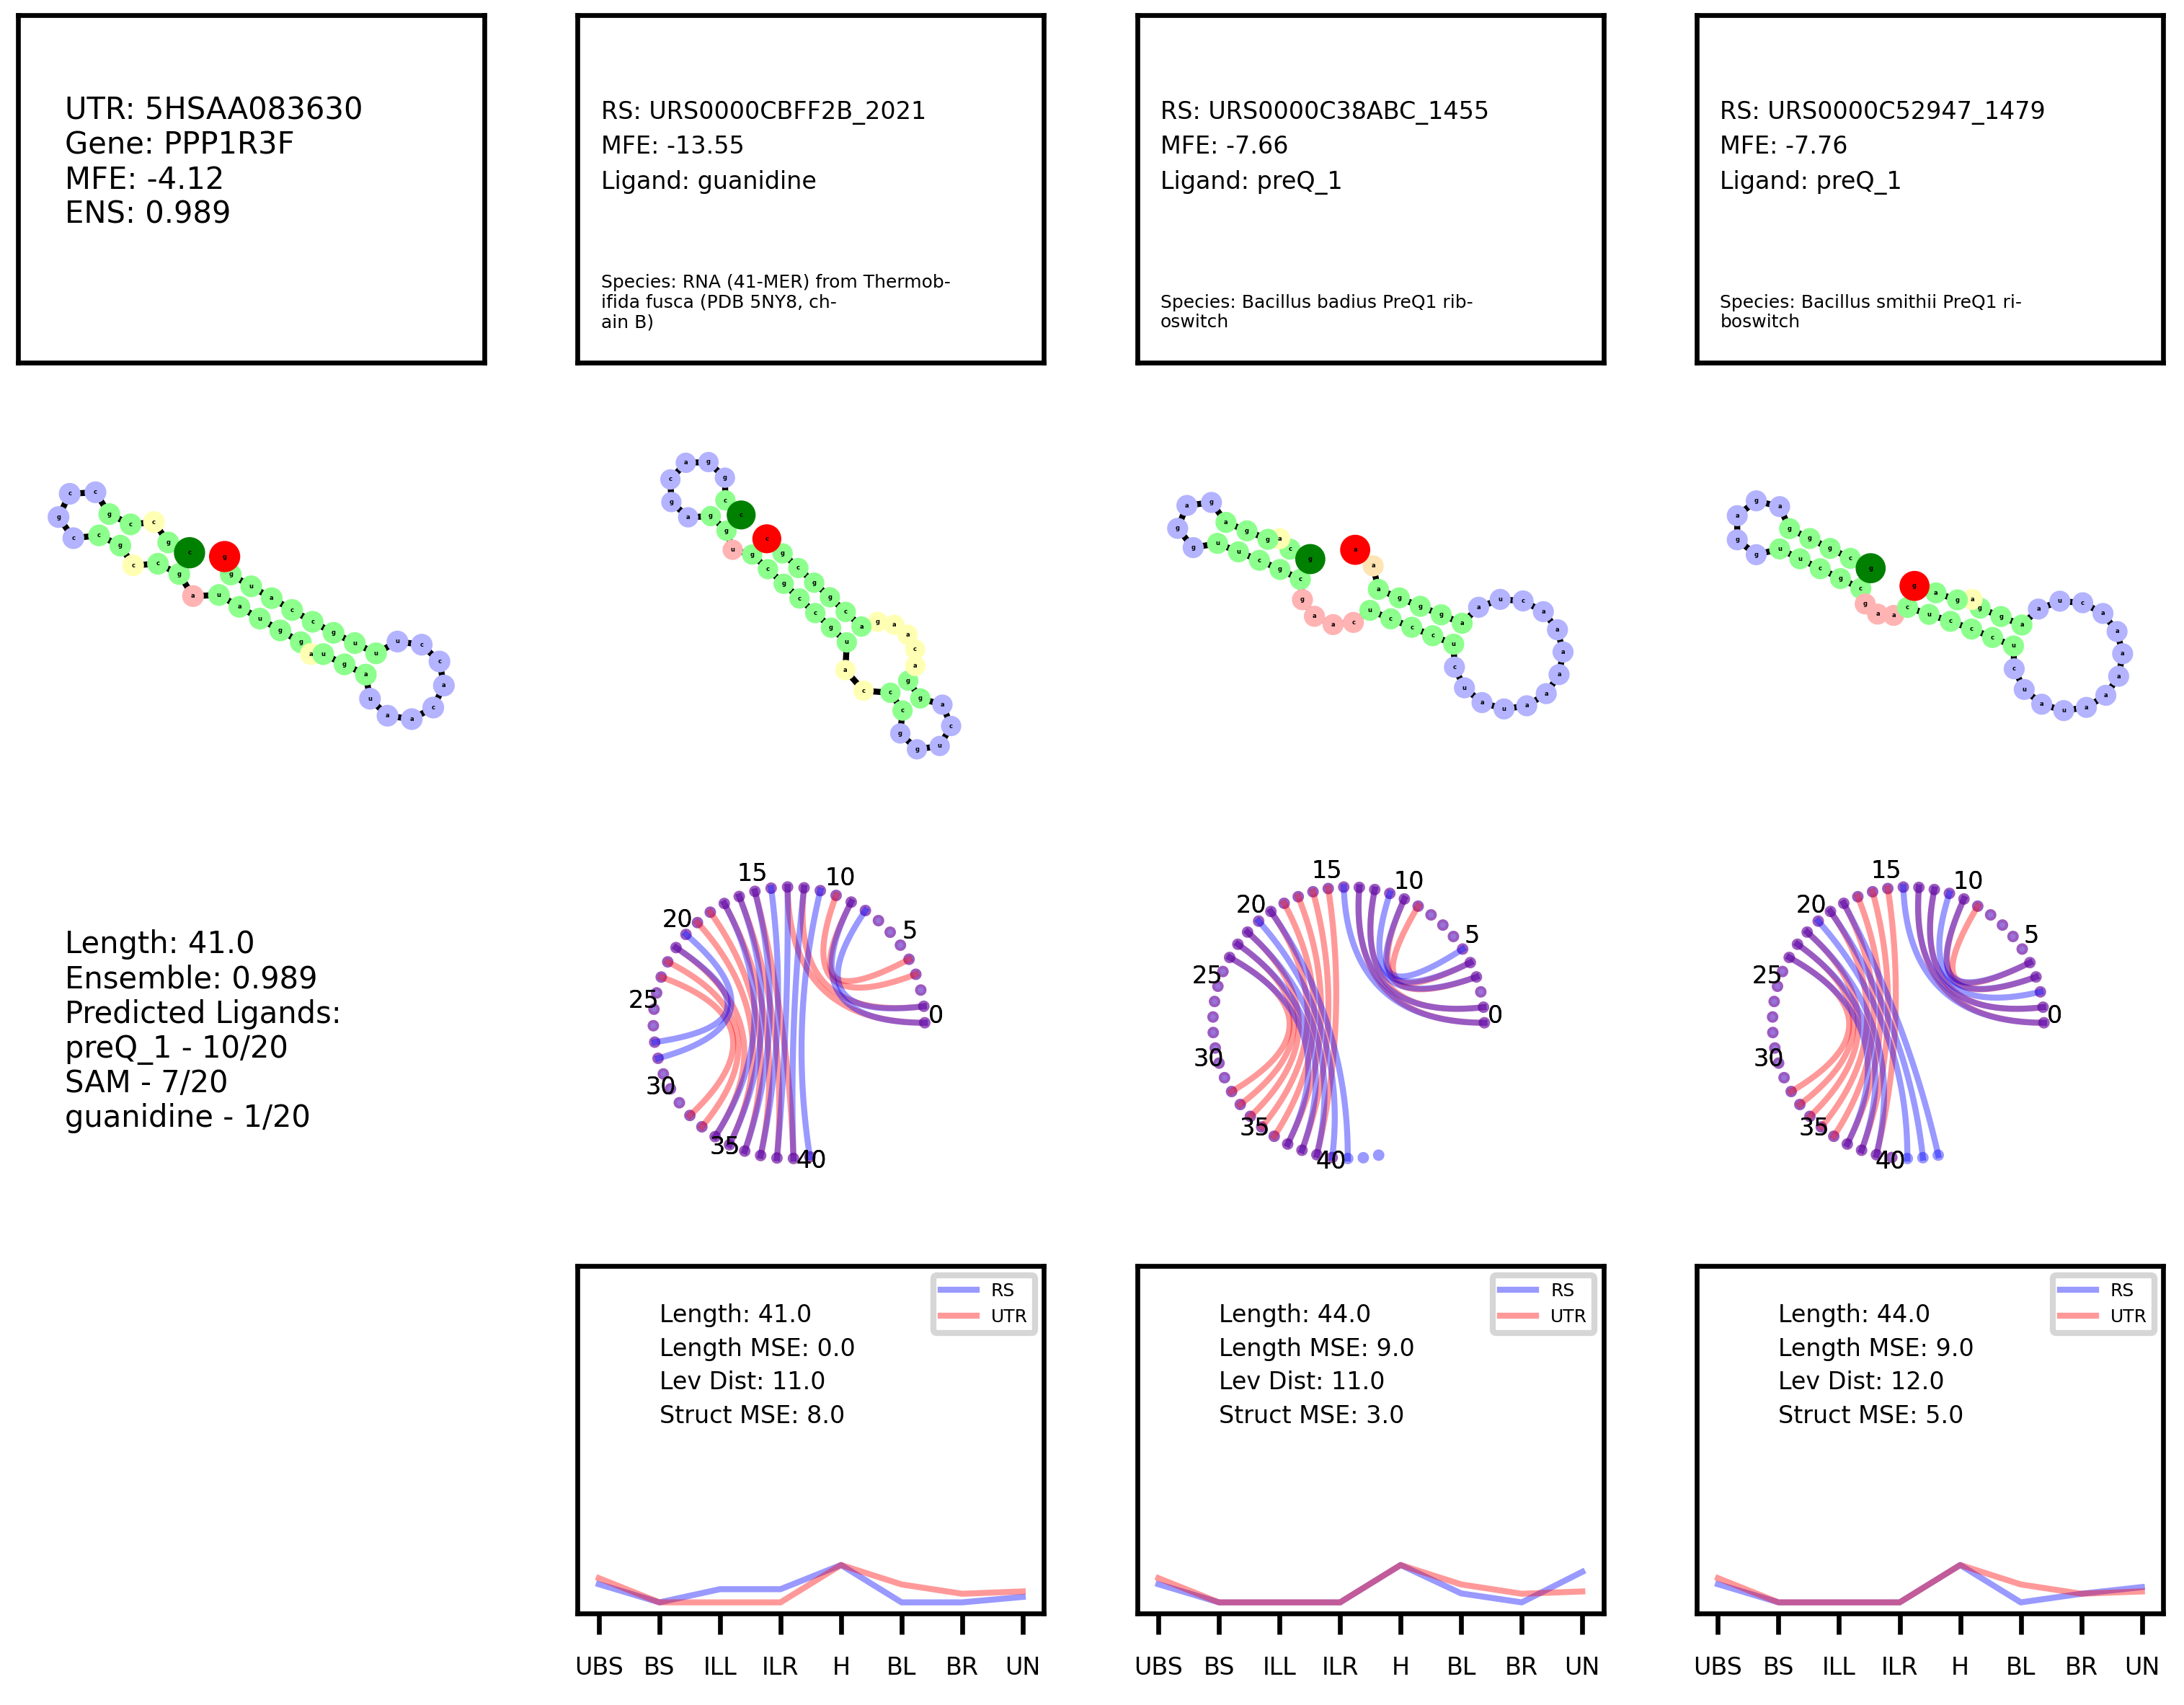 UTR: 5HSAA083630
Gene: PPP1R3F
MFE: -4.12
ENS: 0.989
RS: URS0000CBFF2B_2021
MFE: -13.55
Ligand: guanidine
Species: RNA (41-MER) from Thermob-
ifida fusca (PDB 5NY8, ch-
ain B)
RS: URS0000C38ABC_1455
MFE: -7.66
Ligand: preQ_1
Species: Bacillus badius PreQ1 rib-
oswitch
RS: URS0000C52947_1479
MFE: -7.76
Ligand: preQ_1
Species: Bacillus smithii PreQ1 ri-
boswitch
Length: 41.0
Ensemble: 0.989
Predicted Ligands:
preQ_1 - 10/20
SAM - 7/20
guanidine - 1/20
0
5
10
15
20
25
30
35
40
0
5
10
15
20
25
30
35
40
0
5
10
15
20
25
30
35
40
Length: 41.0
Length MSE: 0.0
Lev Dist: 11.0
Struct MSE: 8.0
RS
UTR
UBS BS ILL ILR H BL BR UN
Length: 44.0
Length MSE: 9.0
Lev Dist: 11.0
Struct MSE: 3.0
RS
UTR
UBS BS ILL ILR H BL BR UN
Length: 44.0
Length MSE: 9.0
Lev Dist: 12.0
Struct MSE: 5.0
RS
UTR
UBS BS ILL ILR H BL BR UN